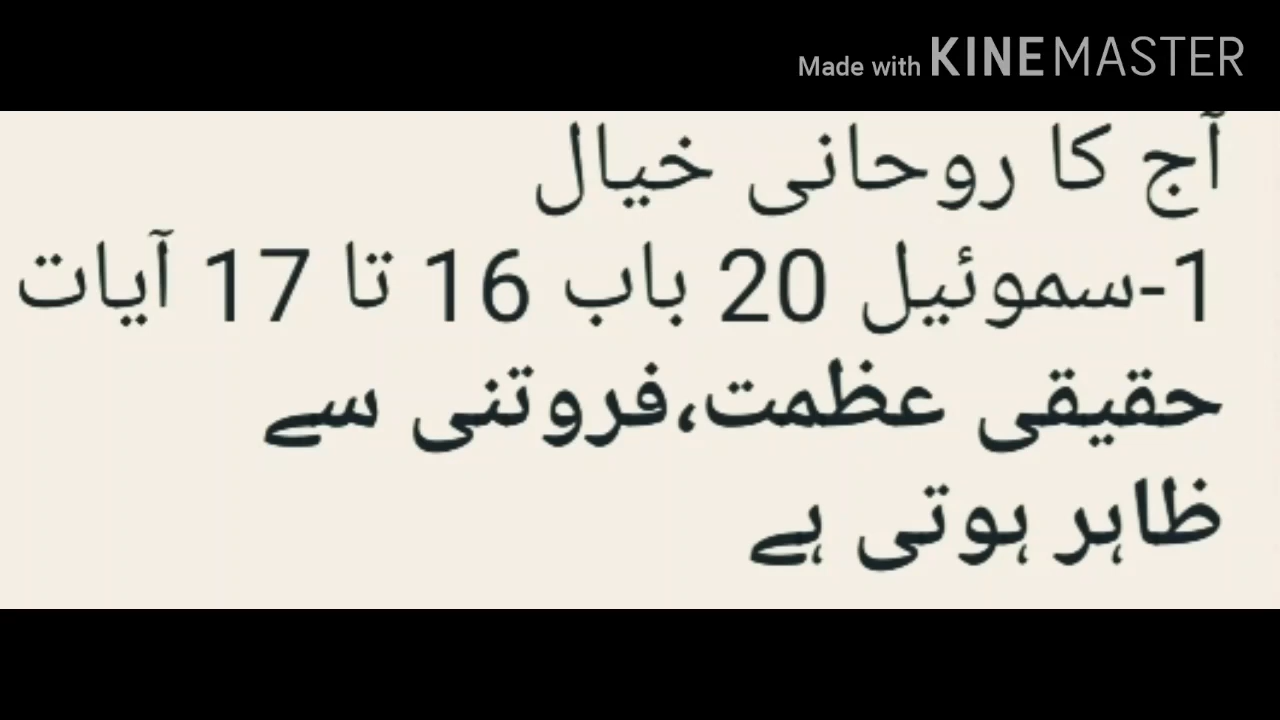 Made with KINEMASTER
آج کا روحانی خیال
1-سموئیل 20 باب 16 تا 17 آیات
حقیقی عظمت،فروتنی سے
ظاہر ہوتی ہے